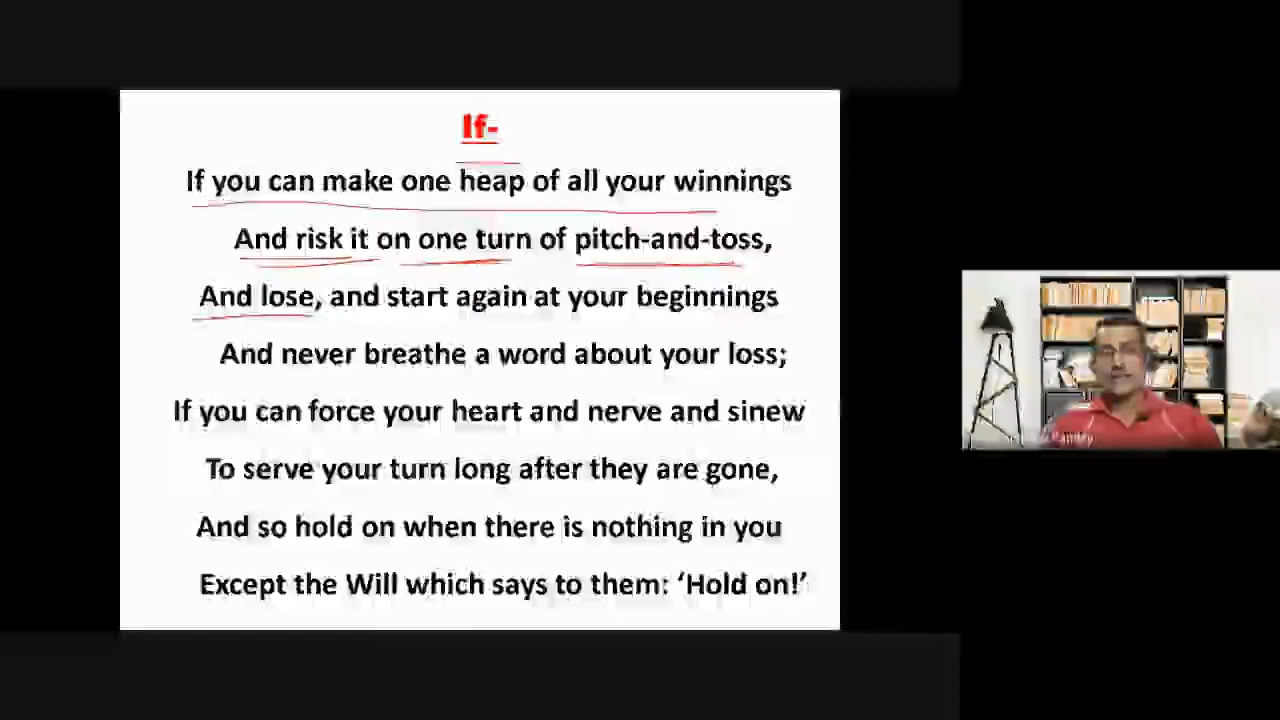 If-
If you can make one heap of all your winnings
And risk it on one turn of pitch-and-toss,
And lose, and start again at your beginnings
And never breathe a word about your loss;
If you can force your heart and nerve and sinew
To serve your turn long after they are gone,
And so hold on when there is nothing in you
Except the Will which says to them: ‘Hold on!’